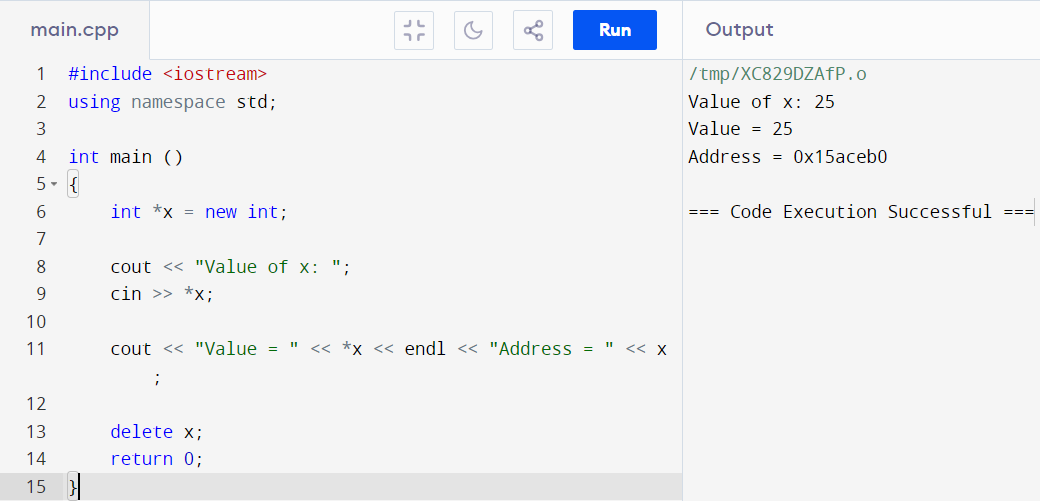 main.cpp
Run
Output
1 #include <iostream>
2 using namespace std;
3
4 int main ()
5 {
6 int *x = new int;
7
8 cout << "Value of x: ";
9 cin >> *x;
10
11 cout << "Value = " << *x << endl << "Address = " << x
;
12
13 delete x;
14 return 0;
15 }
/tmp/XC829DZAfP.o
Value of x: 25
Value = 25
Address = 0x15aceb0
=== Code Execution Successful ===